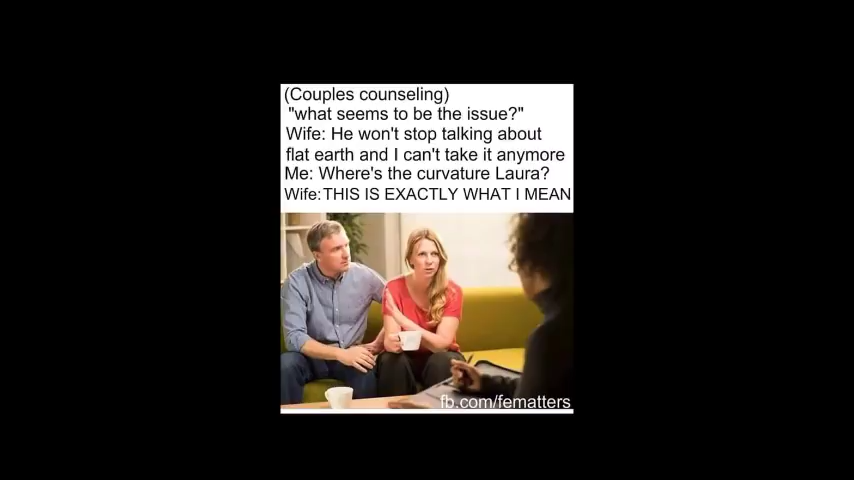 (Couples counseling)
"what seems to be the issue?"
Wife: He won't stop talking about
flat earth and I can't take it anymore
Me: Where's the curvature Laura?
Wife:THIS IS EXACTLY WHAT I MEAN
fb.com/fematters